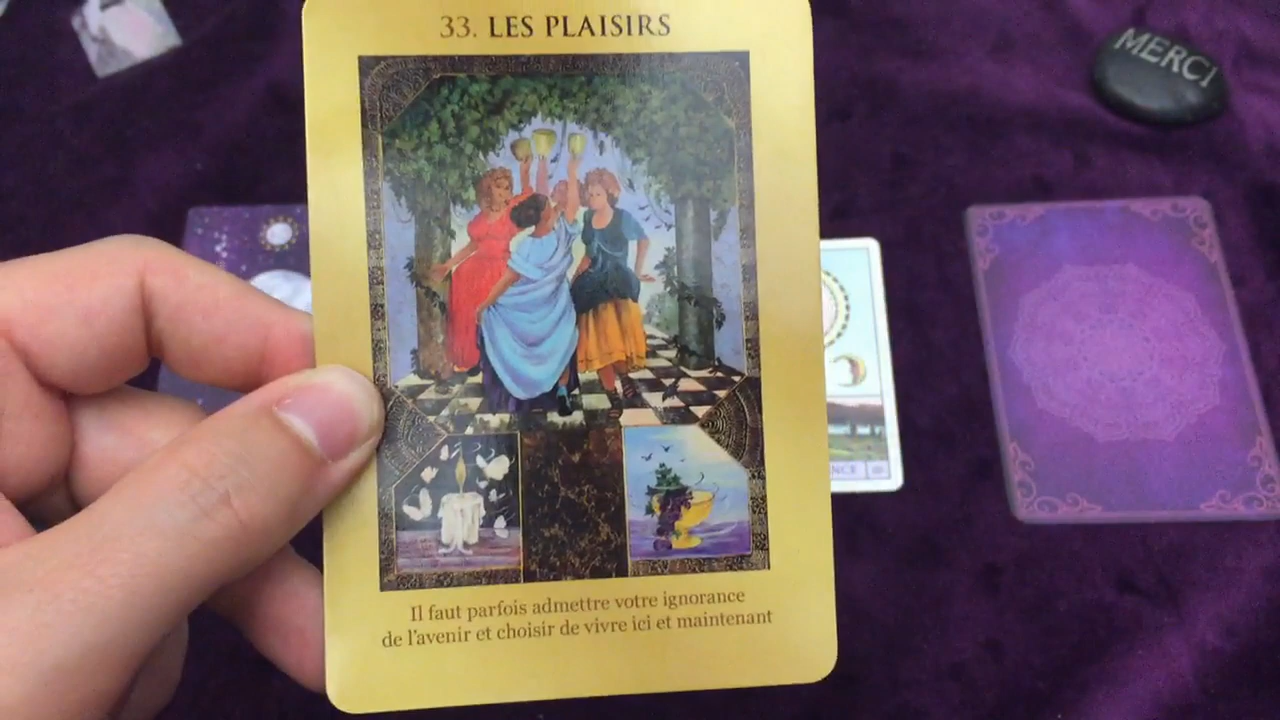 33. LES PLAISIRS
MERCI
NCE
Il faut parfois admettre votre ignorance
de l'avenir et choisir de vivre ici et maintenant